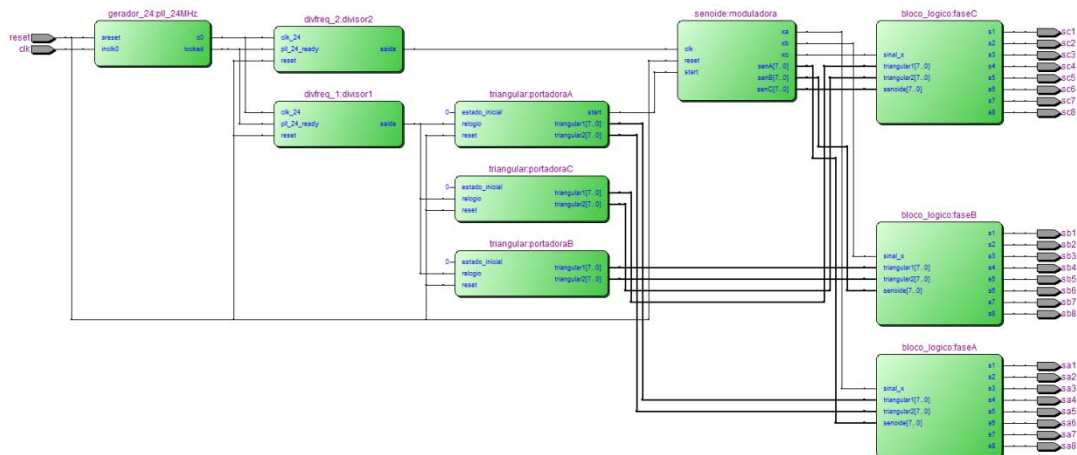 reset
clk
gerador_24:pll_24MHz
areset
inclk0
c0
locked
divfreq_2:divisor2
clk_24
pll_24_ready
reset
saida
divfreq_1:divisor1
clk_24
pll_24_ready
reset
saida
triangular:portadoraA
0
estado_inicial
relogio
reset
start
triangular1[7..0]
triangular2[7..0]
triangular:portadoraC
0
estado_inicial
relogio
reset
triangular1[7..0]
triangular2[7..0]
triangular:portadoraB
0
estado_inicial
relogio
reset
triangular1[7..0]
triangular2[7..0]
senoide:moduladora
clk
reset
start
xa
xb
xc
senA[7..0]
senB[7..0]
senC[7..0]
bloco_logico:faseC
sinal_x
triangular1[7..0]
triangular2[7..0]
senoide[7..0]
s1
s2
s3
s4
s5
s6
s7
s8
sc1
sc2
sc3
sc4
sc5
sc6
sc7
sc8
bloco_logico:faseB
sinal_x
triangular1[7..0]
triangular2[7..0]
senoide[7..0]
s1
s2
s3
s4
s5
s6
s7
s8
sb1
sb2
sb3
sb4
sb5
sb6
sb7
sb8
bloco_logico:faseA
sinal_x
triangular1[7..0]
triangular2[7..0]
senoide[7..0]
s1
s2
s3
s4
s5
s6
s7
s8
sa1
sa2
sa3
sa4
sa5
sa6
sa7
sa8